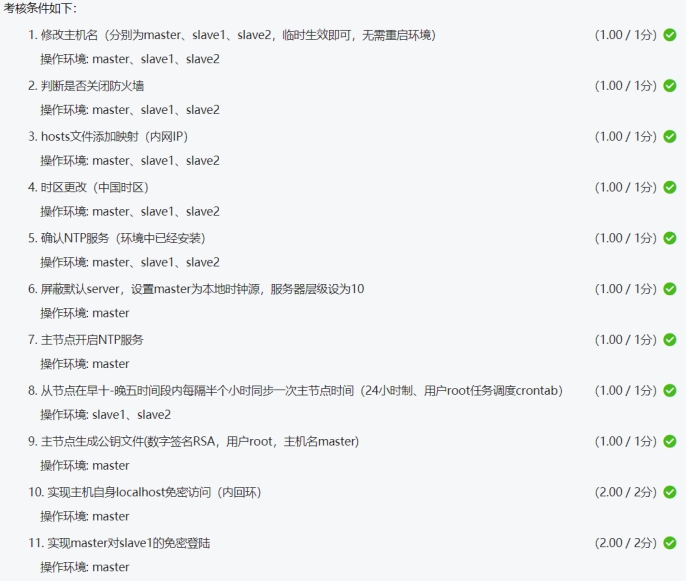 考核条件如下：
1. 修改主机名（分别为master、slave1、slave2，临时生效即可，无需重启环境） (1.00 / 1分)
操作环境: master、slave1、slave2
2. 判断是否关闭防火墙 (1.00 / 1分)
操作环境: master、slave1、slave2
3. hosts文件添加映射（内网IP） (1.00 / 1分)
操作环境: master、slave1、slave2
4. 时区更改（中国时区） (1.00 / 1分)
操作环境: master、slave1、slave2
5. 确认NTP服务（环境中已经安装） (1.00 / 1分)
操作环境: master、slave1、slave2
6. 屏蔽默认server，设置master为本地时钟源，服务器层级设为10 (1.00 / 1分)
操作环境: master
7. 主节点开启NTP服务 (1.00 / 1分)
操作环境: master
8. 从节点在早十-晚五时间段内每隔半个小时同步一次主节点时间（24小时制、用户root任务调度crontab） (1.00 / 1分)
操作环境: slave1、slave2
9. 主节点生成公钥文件(数字签名RSA，用户root，主机名master) (1.00 / 1分)
操作环境: master
10. 实现主机自身localhost免密访问（内回环） (2.00 / 2分)
操作环境: master
11. 实现master对slave1的免密登陆 (2.00 / 2分)
操作环境: master